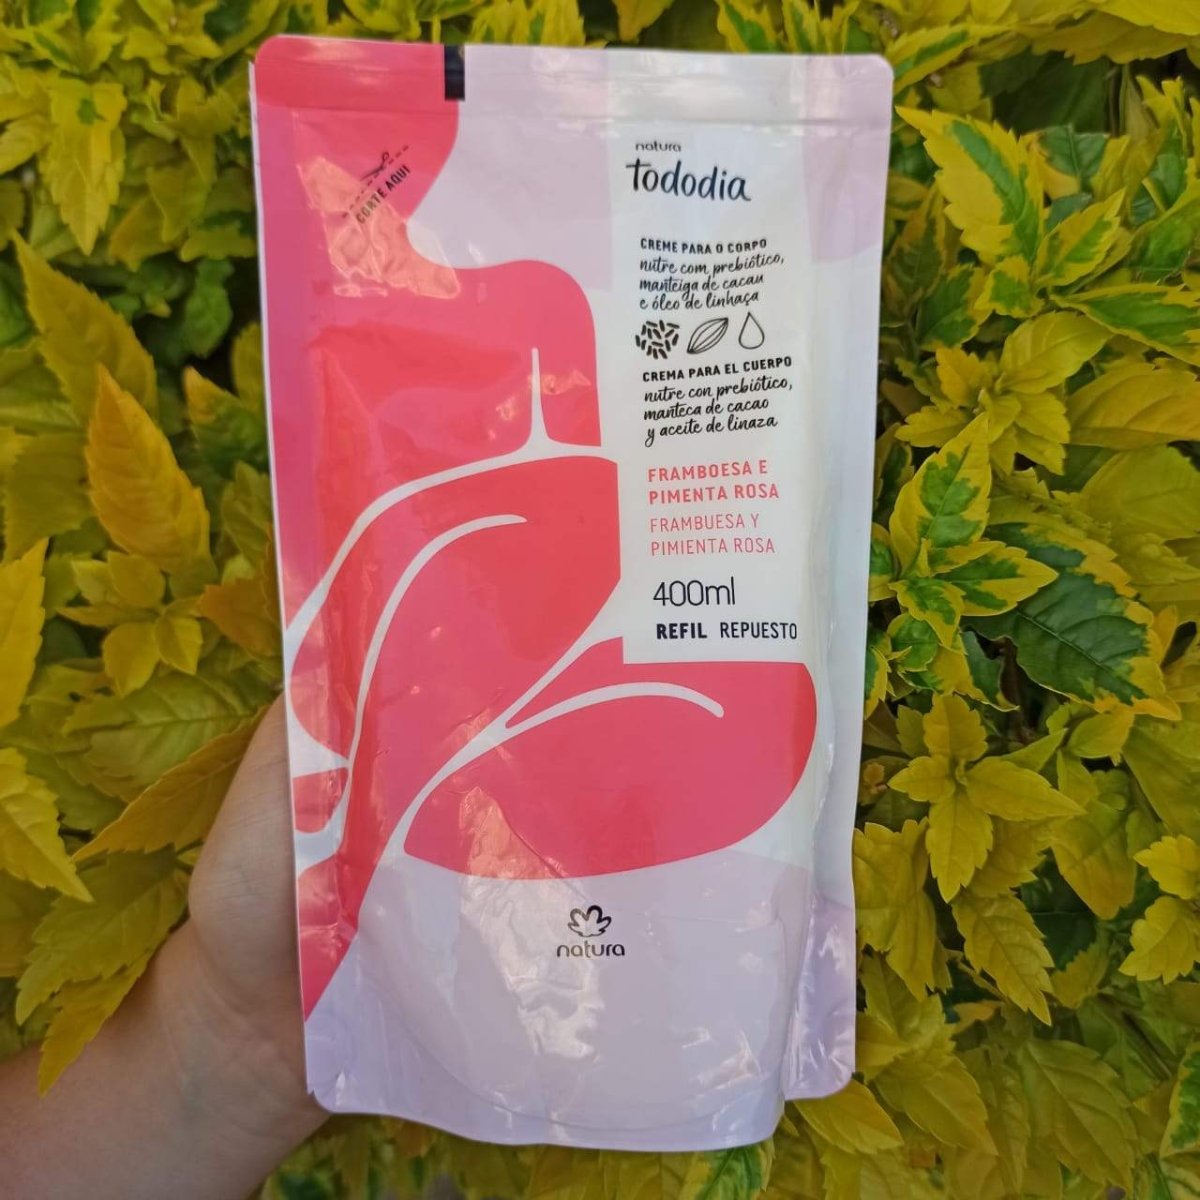 CORTE AQUI
natura
tododia
CREME PARA O CORPO
nutre com prebiótico,
manteiga de cacau
e óleo de linhaça
CREMA PARA EL CUERPO
nutre con prebiótico,
manteca de cacao
y aceite de linaza
FRAMBOESA E
PIMENTA ROSA
FRAMBUESA Y
PIMIENTA ROSA
400ml
REFIL REPUESTO
natura